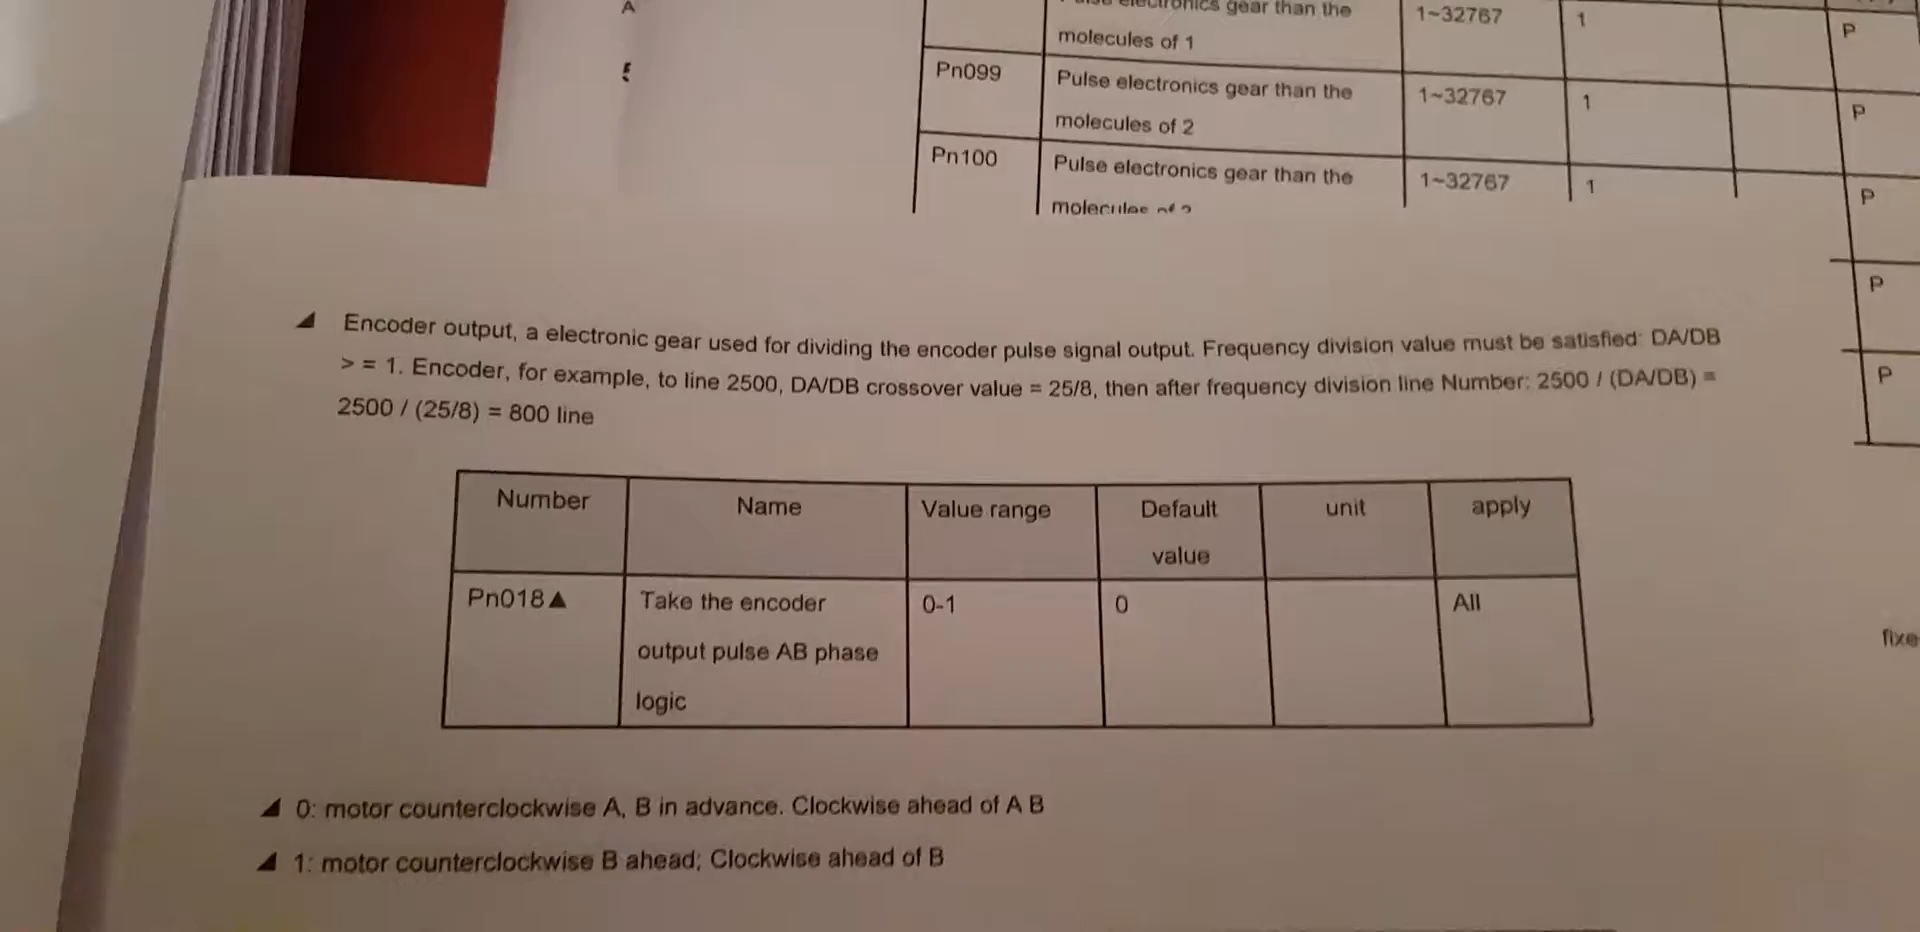 A
electronics gear than the
1~32767
1
P
molecules of 1
Pn099
Pulse electronics gear than the
1~32767
1
P
molecules of 2
Pn100
Pulse electronics gear than the
1~32767
1
P
molecules of
P
P
Encoder output, a electronic gear used for dividing the encoder pulse signal output. Frequency division value must be satisfied: DA/DB
> = 1. Encoder, for example, to line 2500, DA/DB crossover value = 25/8, then after frequency division line Number: 2500 / (DA/DB) =
2500 / (25/8) = 800 line
Number
Name
Value range
Default
value
unit
apply
Pn018▲
Take the encoder
output pulse AB phase
logic
0-1
0
All
fixe
0: motor counterclockwise A, B in advance. Clockwise ahead of A B
1: motor counterclockwise B ahead; Clockwise ahead of B